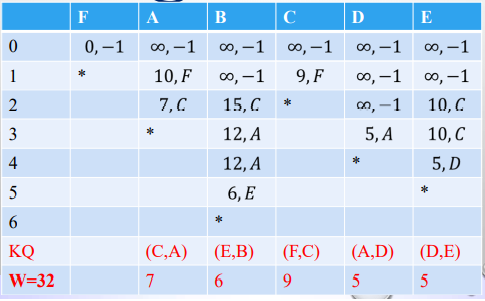 F A B C D E
0 0, −1 ∞, −1 ∞, −1 ∞, −1 ∞, −1 ∞, −1
1 * 10, F ∞, −1 9, F ∞, −1 ∞, −1
2 7, C 15, C * ∞, −1 10, C
3 * 12, A 5, A 10, C
4 12, A * 5, D
5 6, E *
6 *
KQ (C,A) (E,B) (F,C) (A,D) (D,E)
W=32 7 6 9 5 5